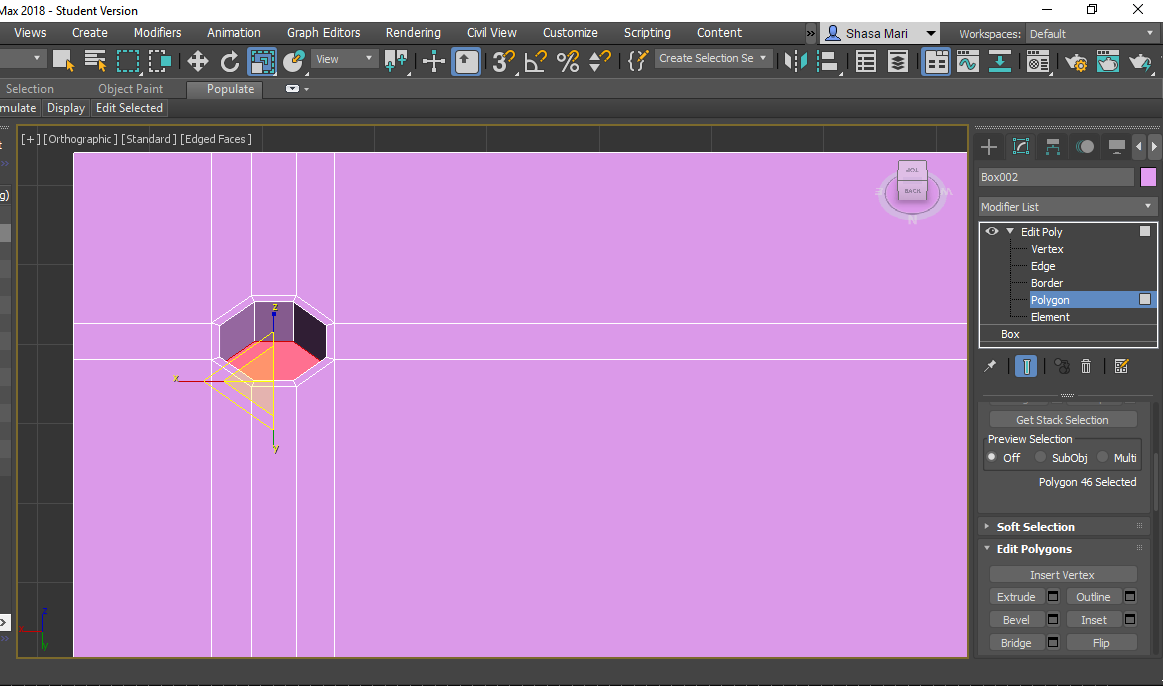 Max 2018 - Student Version
Views Create Modifiers Animation Graph Editors Rendering Civil View Customize Scripting Content » Shasa Mari Workspaces: Default
View 3 Create Selection Se
Selection Object Paint Populate
mulate Display Edit Selected
[+] [Orthographic] [Standard] [Edged Faces]
TOP
BACK
N
Box002
Modifier List
Edit Poly
Vertex
Edge
Border
Polygon
Element
Box
z
x
y
Get Stack Selection
Preview Selection
Off SubObj Multi
Polygon 46 Selected
Soft Selection
Edit Polygons
Insert Vertex
Extrude Outline
Bevel Inset
Bridge Flip
z
x
y